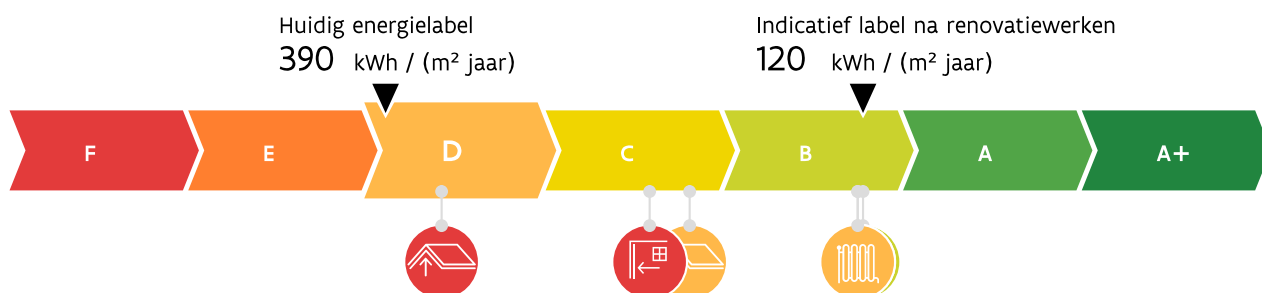 Huidig energielabel
390 kWh / (m² jaar)
Indicatief label na renovatiewerken
120 kWh / (m² jaar)
F E D C B A A+